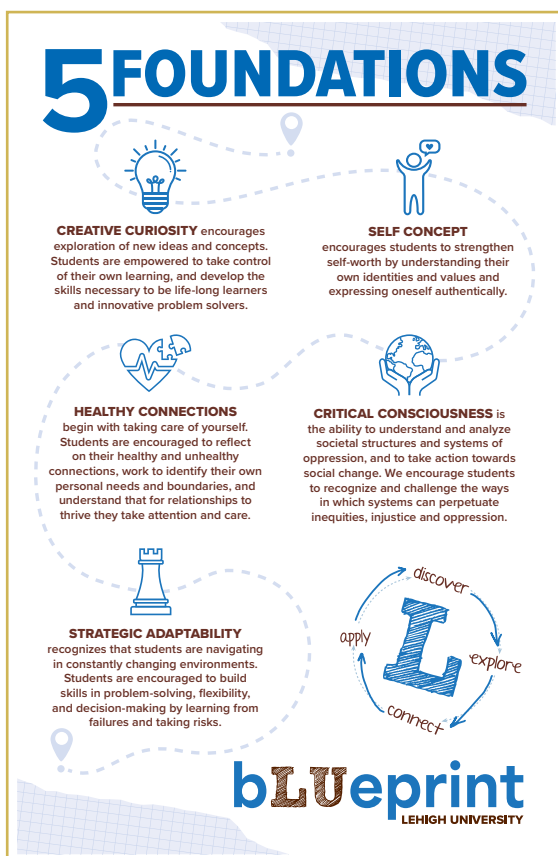 5 FOUNDATIONS
CREATIVE CURIOSITY encourages
exploration of new ideas and concepts.
Students are empowered to take control
of their own learning, and develop the
skills necessary to be life-long learners
and innovative problem solvers.
SELF CONCEPT
encourages students to strengthen
self-worth by understanding their
own identities and values and
expressing oneself authentically.
HEALTHY CONNECTIONS
begin with taking care of yourself.
Students are encouraged to reflect
on their healthy and unhealthy
connections, work to identify their own
personal needs and boundaries, and
understand that for relationships to
thrive they take attention and care.
CRITICAL CONSCIOUSNESS is
the ability to understand and analyze
societal structures and systems of
oppression, and to take action towards
social change. We encourage students
to recognize and challenge the ways
in which systems can perpetuate
inequities, injustice and oppression.
STRATEGIC ADAPTABILITY
recognizes that students are navigating
in constantly changing environments.
Students are encouraged to build
skills in problem-solving, flexibility,
and decision-making by learning from
failures and taking risks.
discover
explore
connect
apply
L
bLUeprint
LEHIGH UNIVERSITY